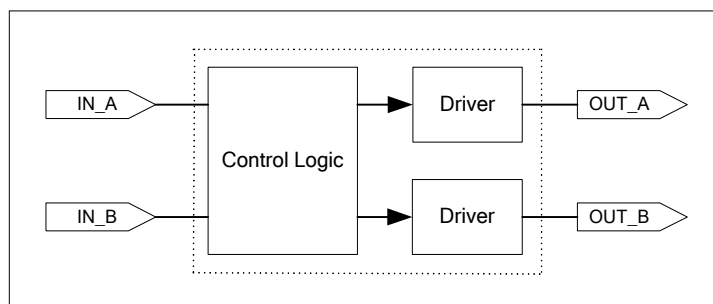 IN_A
Driver
OUT_A
Control Logic
IN_B
Driver
OUT_B